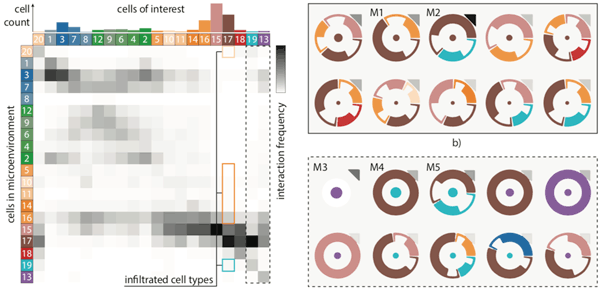 cell
count
cells of interest
20 1 3 7 8 12 9 6 4 2 5 10 11 14 16 15 17 18 19 13
cells in microenvironment
20
1
3
7
8
12
9
6
4
2
5
10
11
14
16
15
17
18
19
13
interaction frequency
infiltrated cell types
M1
M2
b)
M3
M4
M5